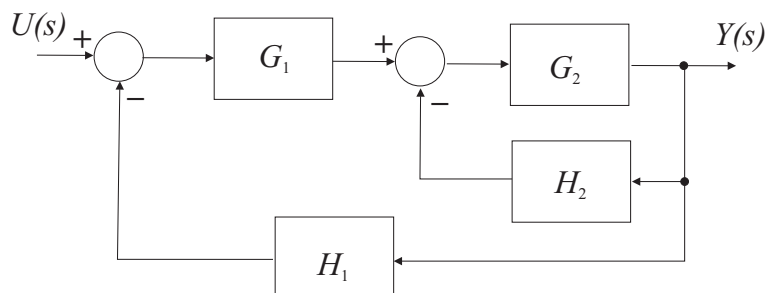 U(s)
Y(s)
+
G₁
+
G₂
−
−
H₂
H₁